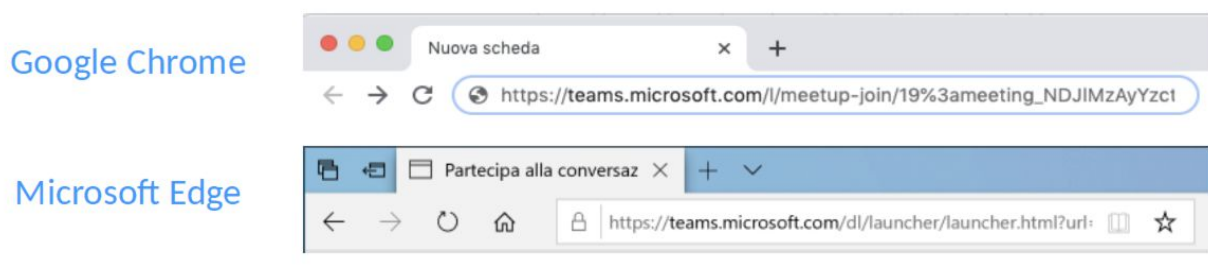 Google Chrome
Nuova scheda
https://teams.microsoft.com/l/meetup-join/19%3ameeting_NDJIMzAyYzct
Microsoft Edge
Partecipa alla conversaz
https://teams.microsoft.com/dl/launcher/launcher.html?url=